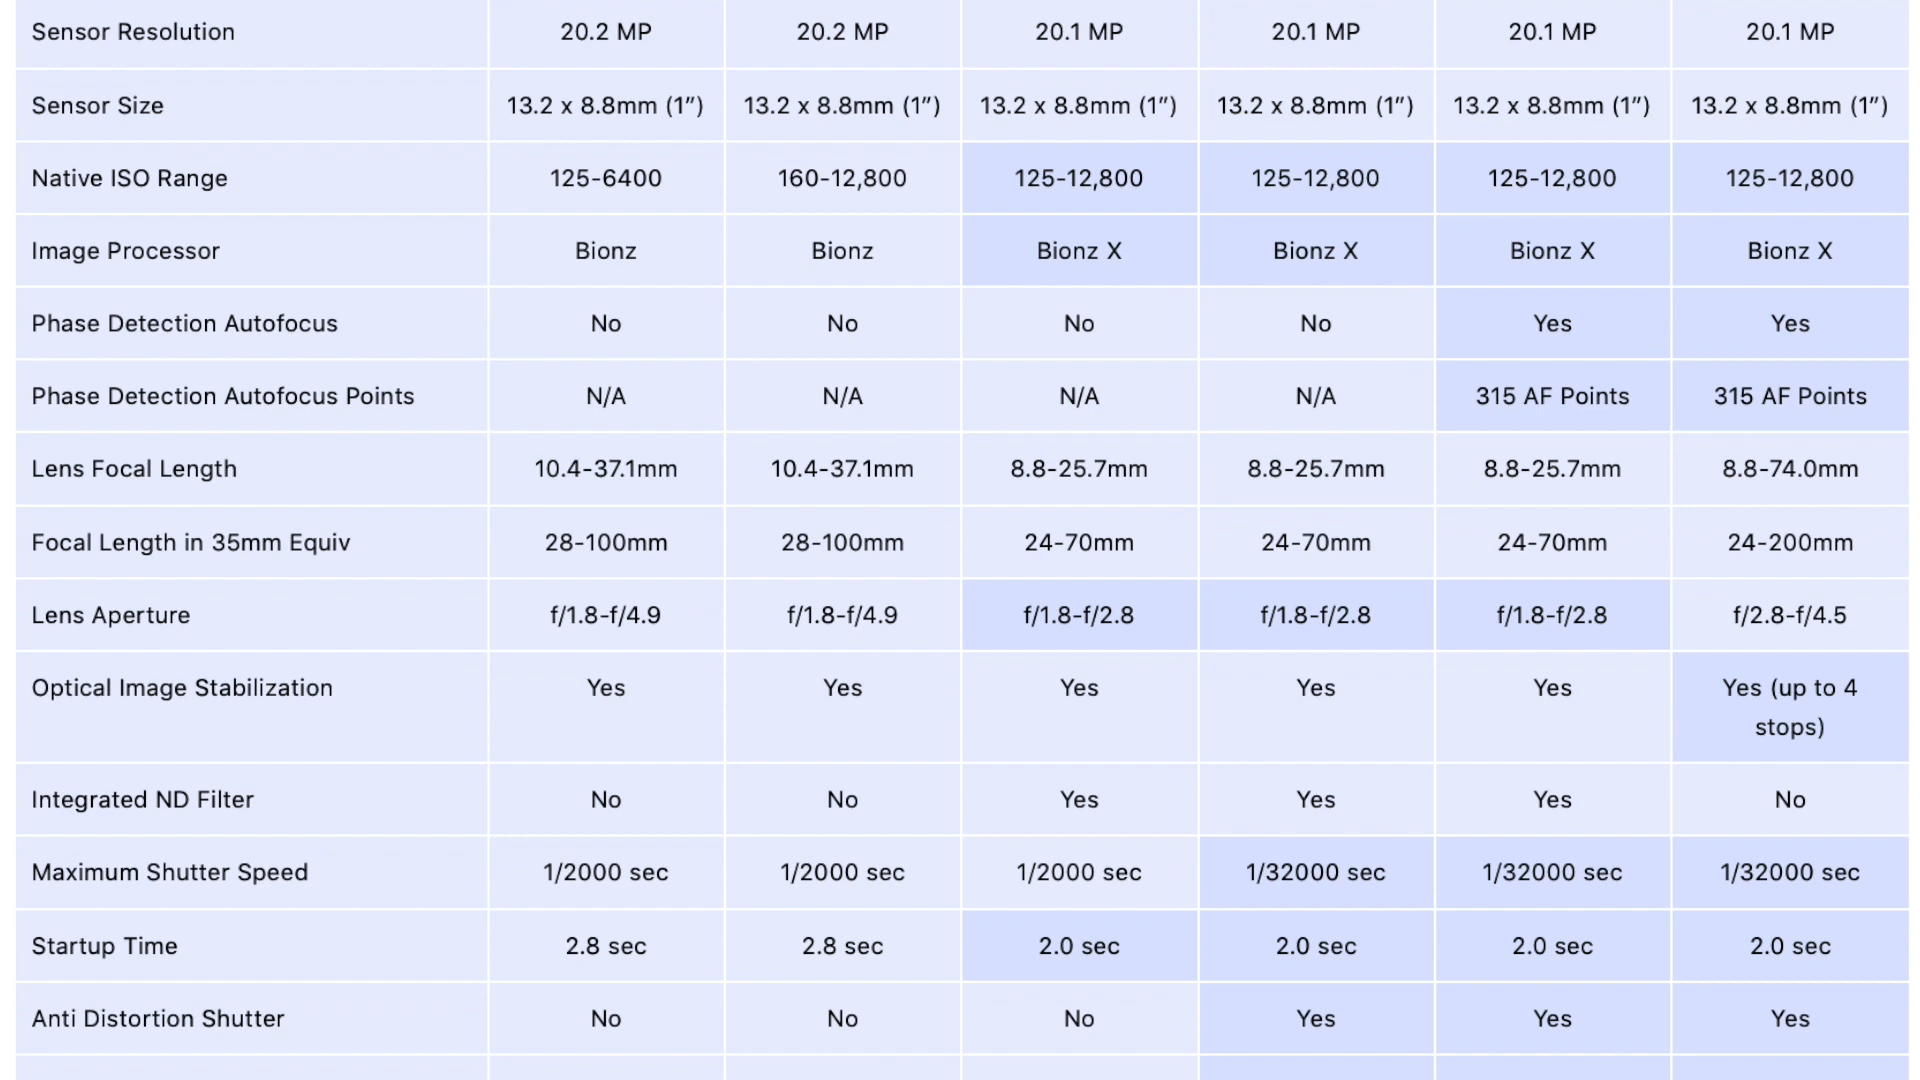 Sensor Resolution 20.2 MP 20.2 MP 20.1 MP 20.1 MP 20.1 MP 20.1 MP
Sensor Size 13.2 x 8.8mm (1″) 13.2 x 8.8mm (1″) 13.2 x 8.8mm (1″) 13.2 x 8.8mm (1″) 13.2 x 8.8mm (1″) 13.2 x 8.8mm (1″)
Native ISO Range 125-6400 160-12,800 125-12,800 125-12,800 125-12,800 125-12,800
Image Processor Bionz Bionz Bionz X Bionz X Bionz X Bionz X
Phase Detection Autofocus No No No No Yes Yes
Phase Detection Autofocus Points N/A N/A N/A N/A 315 AF Points 315 AF Points
Lens Focal Length 10.4-37.1mm 10.4-37.1mm 8.8-25.7mm 8.8-25.7mm 8.8-25.7mm 8.8-74.0mm
Focal Length in 35mm Equiv 28-100mm 28-100mm 24-70mm 24-70mm 24-70mm 24-200mm
Lens Aperture f/1.8-f/4.9 f/1.8-f/4.9 f/1.8-f/2.8 f/1.8-f/2.8 f/1.8-f/2.8 f/2.8-f/4.5
Optical Image Stabilization Yes Yes Yes Yes Yes Yes (up to 4
stops)
Integrated ND Filter No No Yes Yes Yes No
Maximum Shutter Speed 1/2000 sec 1/2000 sec 1/2000 sec 1/32000 sec 1/32000 sec 1/32000 sec
Startup Time 2.8 sec 2.8 sec 2.0 sec 2.0 sec 2.0 sec 2.0 sec
Anti Distortion Shutter No No No Yes Yes Yes